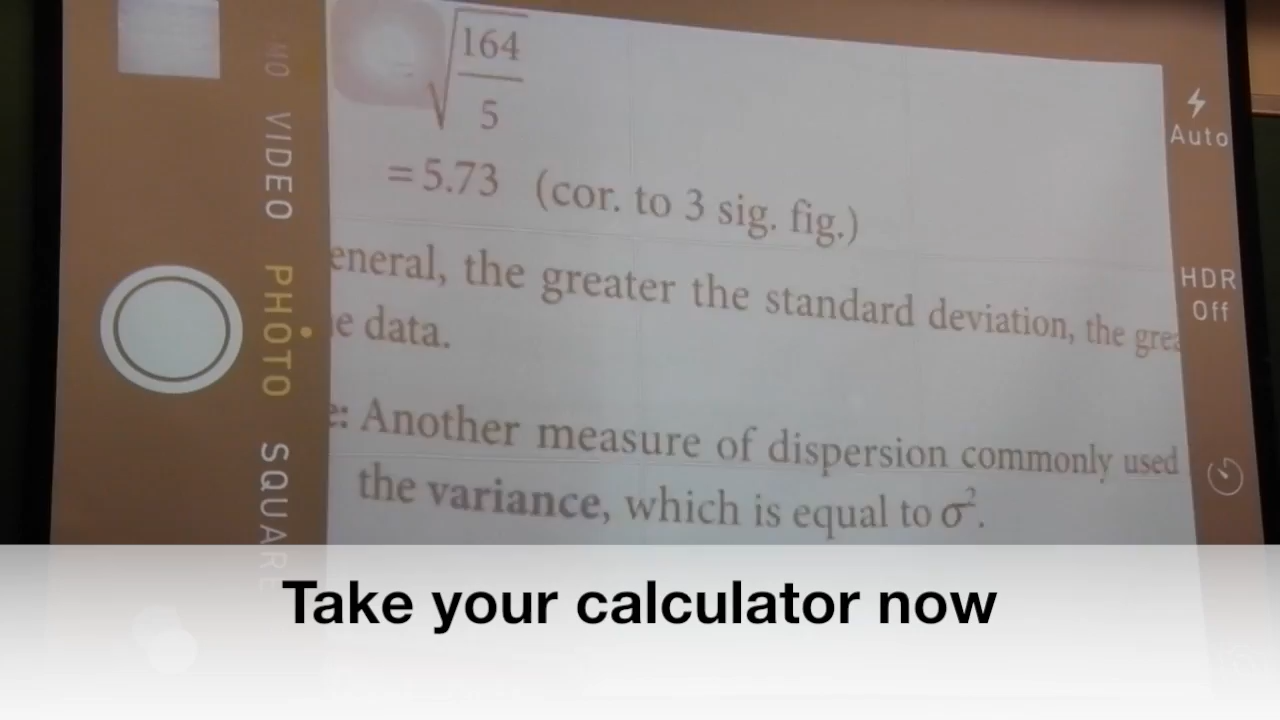 √164/5
= 5.73 (cor. to 3 sig. fig.)
eneral, the greater the standard deviation, the grea
e data.
e: Another measure of dispersion commonly used
the variance, which is equal to σ².
-MO VIDEO PHOTO SQUARE
Auto
HDR
Off
Take your calculator now